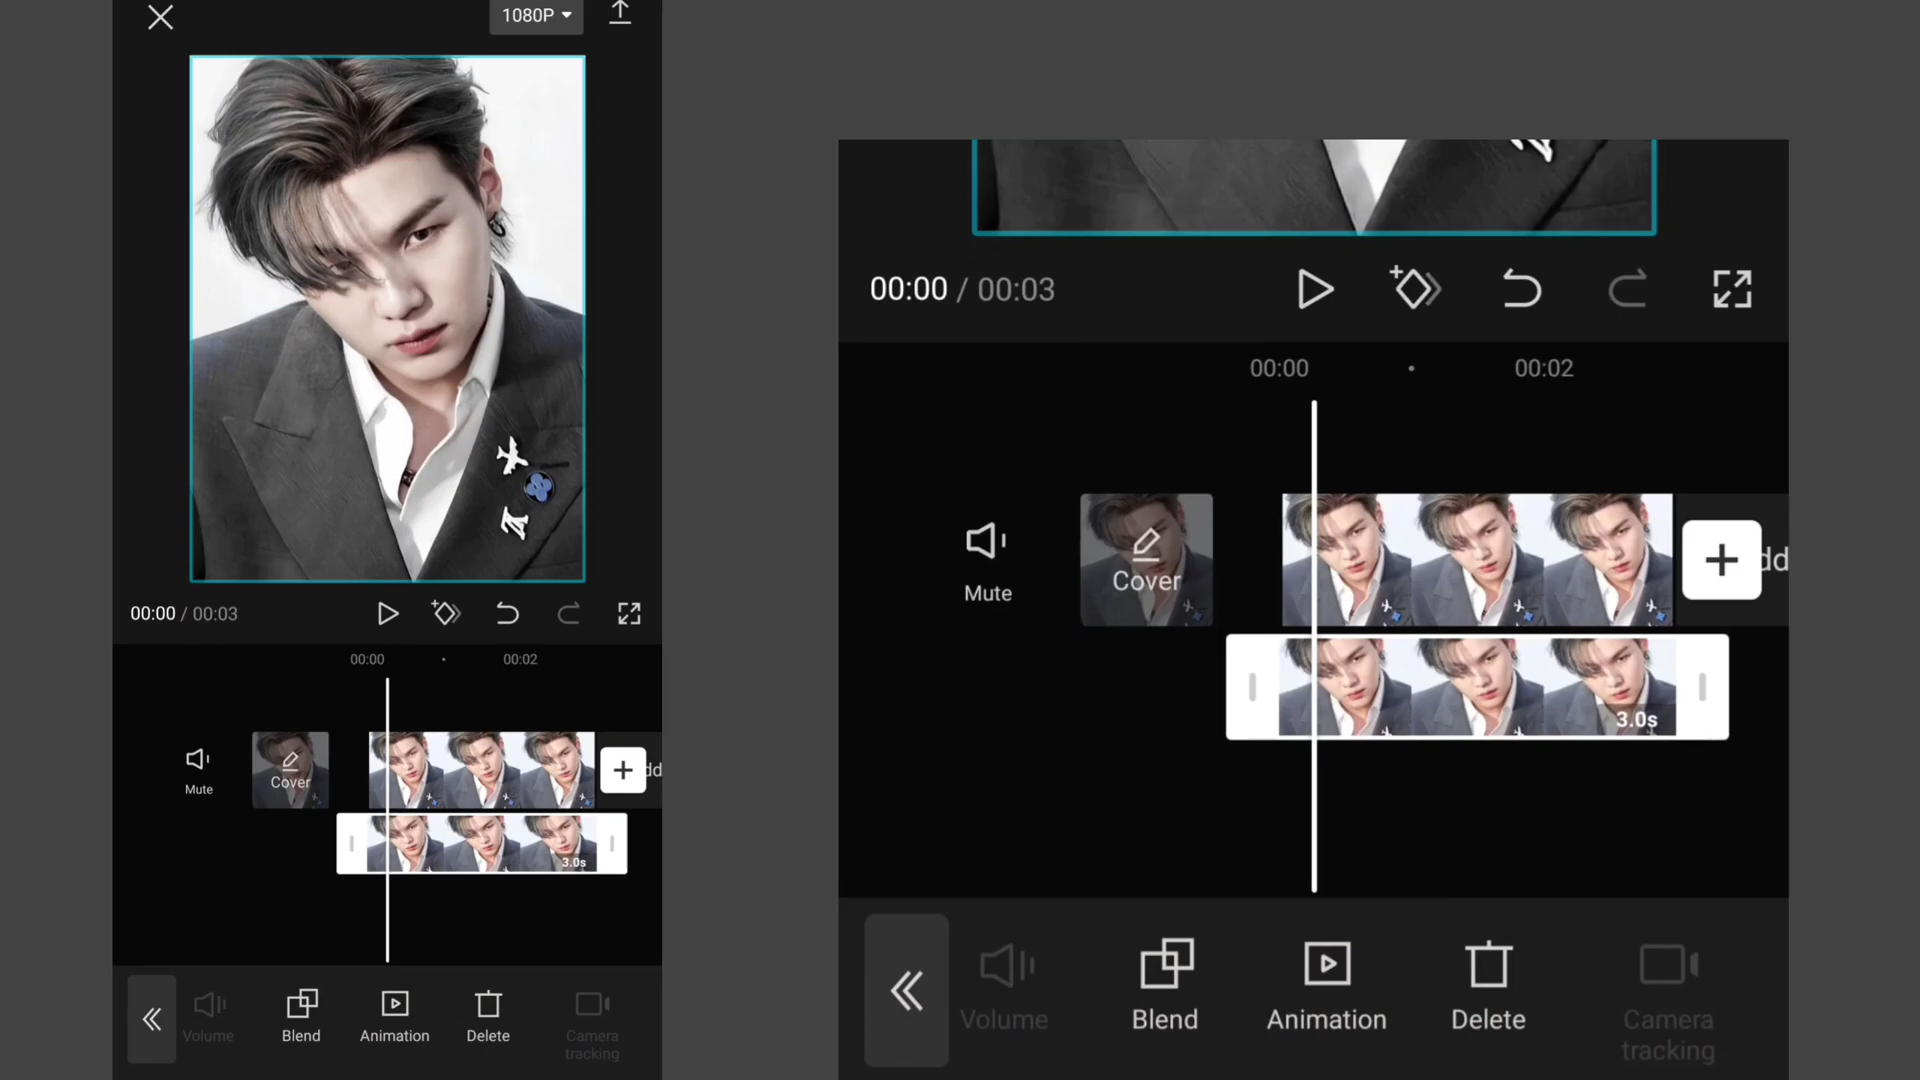 1080P
00:00 / 00:03
00:00 00:02
Mute
Cover
dd
3.0s
Volume
Blend
Animation
Delete
Camera
tracking
00:00 / 00:03
00:00 00:02
Mute
Cover
dd
3.0s
Volume
Blend
Animation
Delete
Camera
tracking